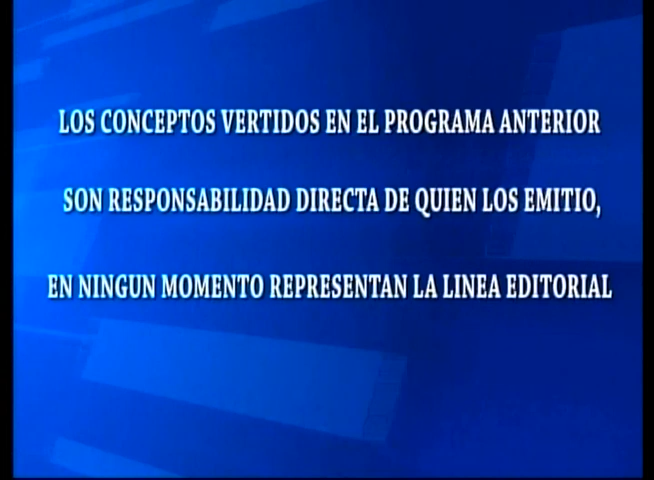 LOS CONCEPTOS VERTIDOS EN EL PROGRAMA ANTERIOR
SON RESPONSABILIDAD DIRECTA DE QUIEN LOS EMITIO,
EN NINGUN MOMENTO REPRESENTAN LA LINEA EDITORIAL